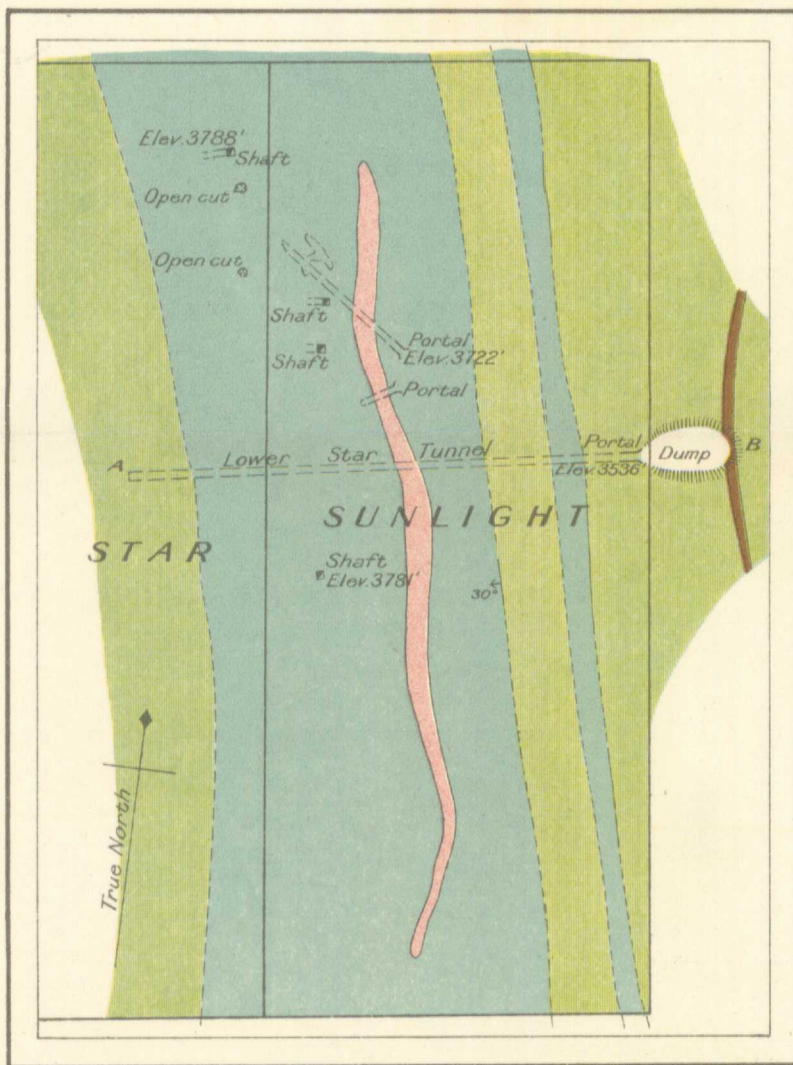 Elev.3788'
Shaft
Open cut
Open cut
Shaft
Portal
Elev.3722'
Shaft
Portal
A
Lower Star Tunnel
Portal
Elev.3536'
Dump
B
SUNLIGHT
STAR
Shaft
Elev.3781'
30°
True North